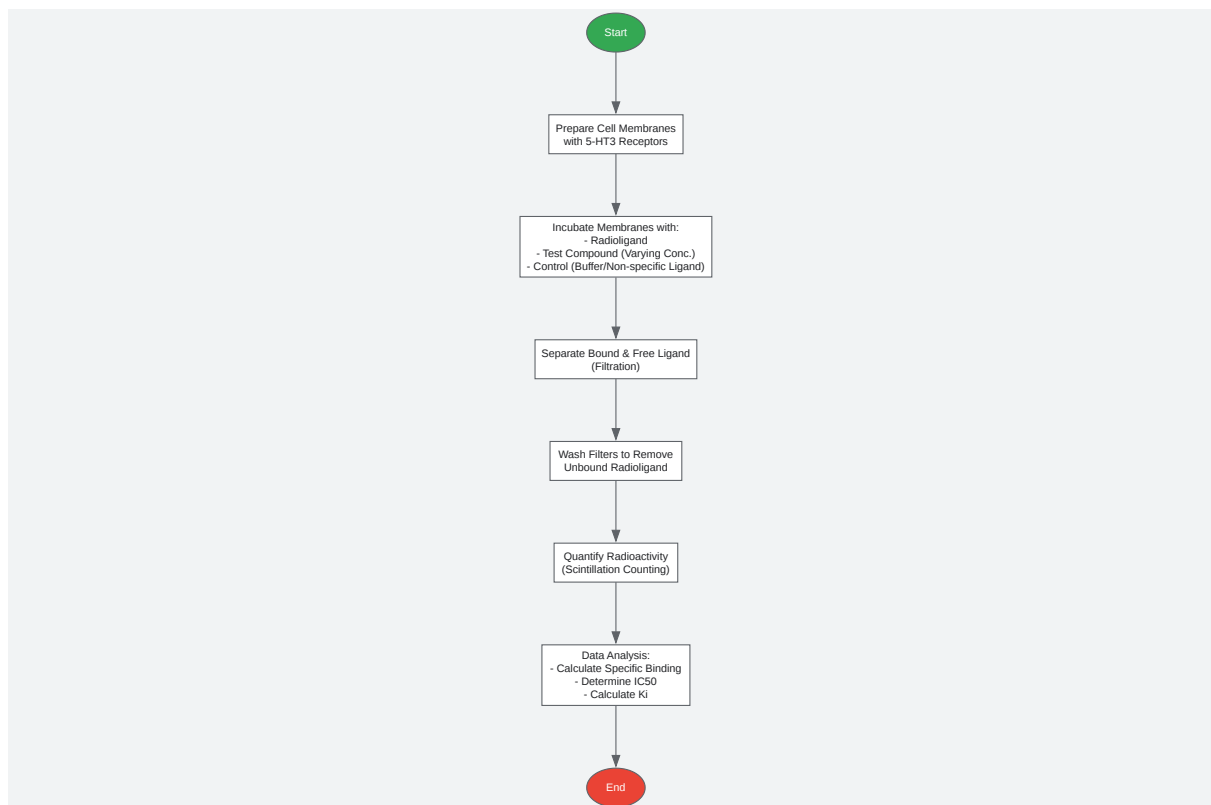 Start
Prepare Cell Membranes
with 5-HT3 Receptors
Incubate Membranes with:
- Radioligand
- Test Compound (Varying Conc.)
- Control (Buffer/Non-specific Ligand)
Separate Bound & Free Ligand
(Filtration)
Wash Filters to Remove
Unbound Radioligand
Quantify Radioactivity
(Scintillation Counting)
Data Analysis:
- Calculate Specific Binding
- Determine IC50
- Calculate Ki
End